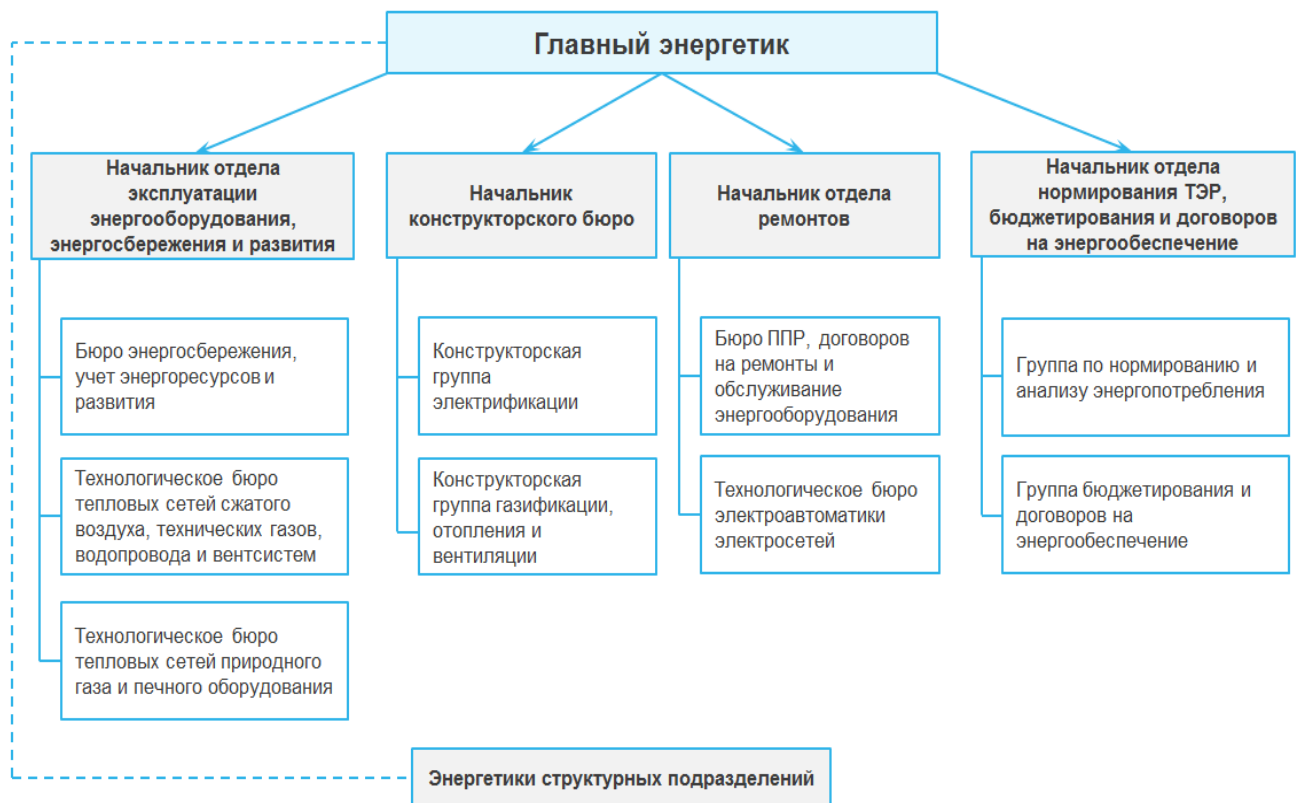 Главный энергетик
Начальник отдела
эксплуатации
энергооборудования,
энергосбережения и развития
Бюро энергосбережения,
учет энергоресурсов и
развития
Технологическое бюро
тепловых сетей сжатого
воздуха, технических газов,
водопровода и вентсистем
Технологическое бюро
тепловых сетей природного
газа и печного оборудования
Начальник
конструкторского бюро
Конструкторская
группа
электрификации
Конструкторская
группа газификации,
отопления и
вентиляции
Начальник отдела
ремонтов
Бюро ППР, договоров
на ремонты и
обслуживание
энергооборудования
Технологическое бюро
электроавтоматики
электросетей
Начальник отдела
нормирования ТЭР,
бюджетирования и договоров
на энергообеспечение
Группа по нормированию и
анализу энергопотребления
Группа бюджетирования и
договоров на
энергообеспечение
Энергетики структурных подразделений